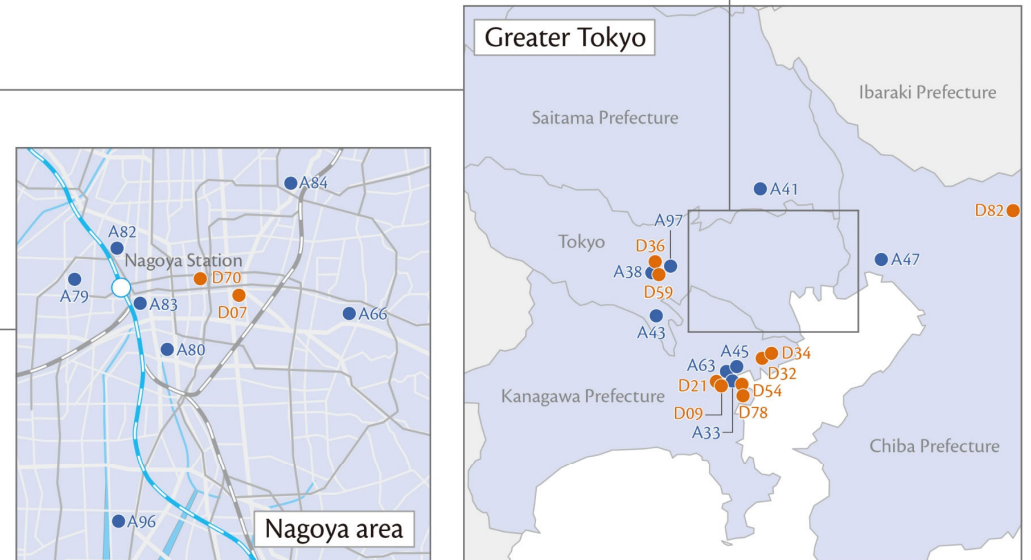 Greater Tokyo
Ibaraki Prefecture
Saitama Prefecture
A41
D82
A97
Tokyo
D36
A38
D59
A47
A43
A45
D34
A63
D32
D21
D54
Kanagawa Prefecture
D09
D78
A33
Chiba Prefecture
A84
A82
Nagoya Station
D70
A79
A83
D07
A66
A80
A96
Nagoya area